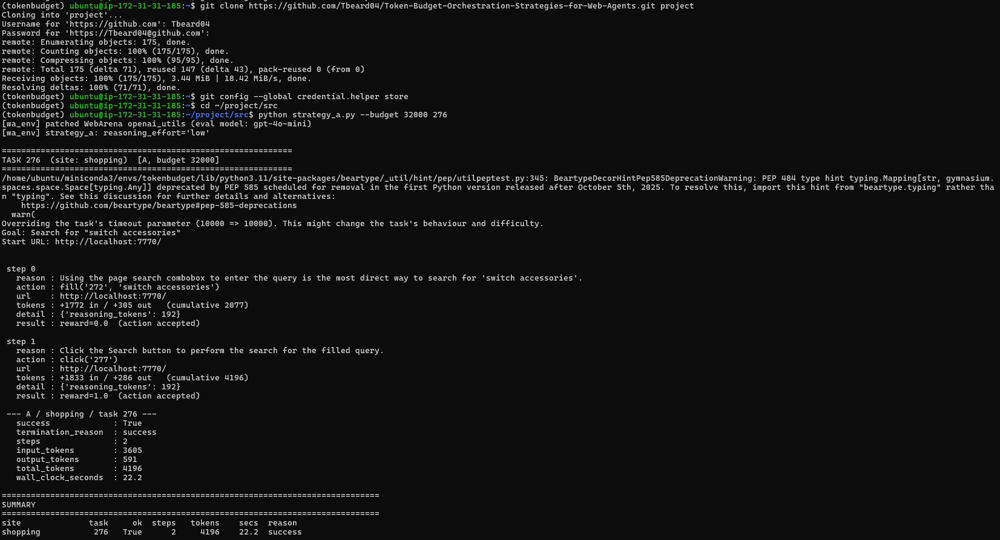 (tokenbudget) ubuntu@ip-172-31-31-185:~$ git clone https://github.com/Tbeard04/Token-Budget-Orchestration-Strategies-for-Web-Agents.git project
Cloning into 'project'...
Username for 'https://github.com': Tbeard04
Password for 'https://Tbeard04@github.com':
remote: Enumerating objects: 175, done.
remote: Counting objects: 100% (175/175), done.
remote: Compressing objects: 100% (95/95), done.
remote: Total 175 (delta 71), reused 147 (delta 43), pack-reused 0 (from 0)
Receiving objects: 100% (175/175), 3.44 MiB | 18.42 MiB/s, done.
Resolving deltas: 100% (71/71), done.
(tokenbudget) ubuntu@ip-172-31-31-185:~$ git config --global credential.helper store
(tokenbudget) ubuntu@ip-172-31-31-185:~$ cd ~/project/src
(tokenbudget) ubuntu@ip-172-31-31-185:~/project/src$ python strategy_a.py --budget 32000 276
[wa_env] patched WebArena openai_utils (eval model: gpt-4o-mini)
[wa_env] strategy_a: reasoning_effort='low'

============================================================
TASK 276  (site: shopping)  [A, budget 32000]
============================================================
/home/ubuntu/miniconda3/envs/tokenbudget/lib/python3.11/site-packages/beartype/_util/hint/pep/utilpeptest.py:345: BeartypeDecorHintPep585DeprecationWarning: PEP 484 type hint typing.Mapping[str, gymnasium.
spaces.space.Space[typing.Any]] deprecated by PEP 585 scheduled for removal in the first Python version released after October 5th, 2025. To resolve this, import this hint from "beartype.typing" rather tha
n "typing". See this discussion for further details and alternatives:
    https://github.com/beartype/beartype#pep-585-deprecations
  warn(
Overriding the task's timeout parameter (10000 => 10000). This might change the task's behaviour and difficulty.
Goal: Search for "switch accessories"
Start URL: http://localhost:7770/

 step 0
   reason : Using the page search combobox to enter the query is the most direct way to search for 'switch accessories'.
   action : fill('272', 'switch accessories')
   url    : http://localhost:7770/
   tokens : +1772 in / +305 out   (cumulative 2077)
   detail : {'reasoning_tokens': 192}
   result : reward=0.0  (action accepted)

 step 1
   reason : Click the Search button to perform the search for the filled query.
   action : click('277')
   url    : http://localhost:7770/
   tokens : +1833 in / +286 out   (cumulative 4196)
   detail : {'reasoning_tokens': 192}
   result : reward=1.0  (action accepted)

 --- A / shopping / task 276 ---
   success             : True
   termination_reason  : success
   steps               : 2
   input_tokens        : 3605
   output_tokens       : 591
   total_tokens        : 4196
   wall_clock_seconds  : 22.2

==============================================================================
SUMMARY
==============================================================================
site              task     ok  steps   tokens    secs  reason
shopping           276   True      2     4196    22.2  success